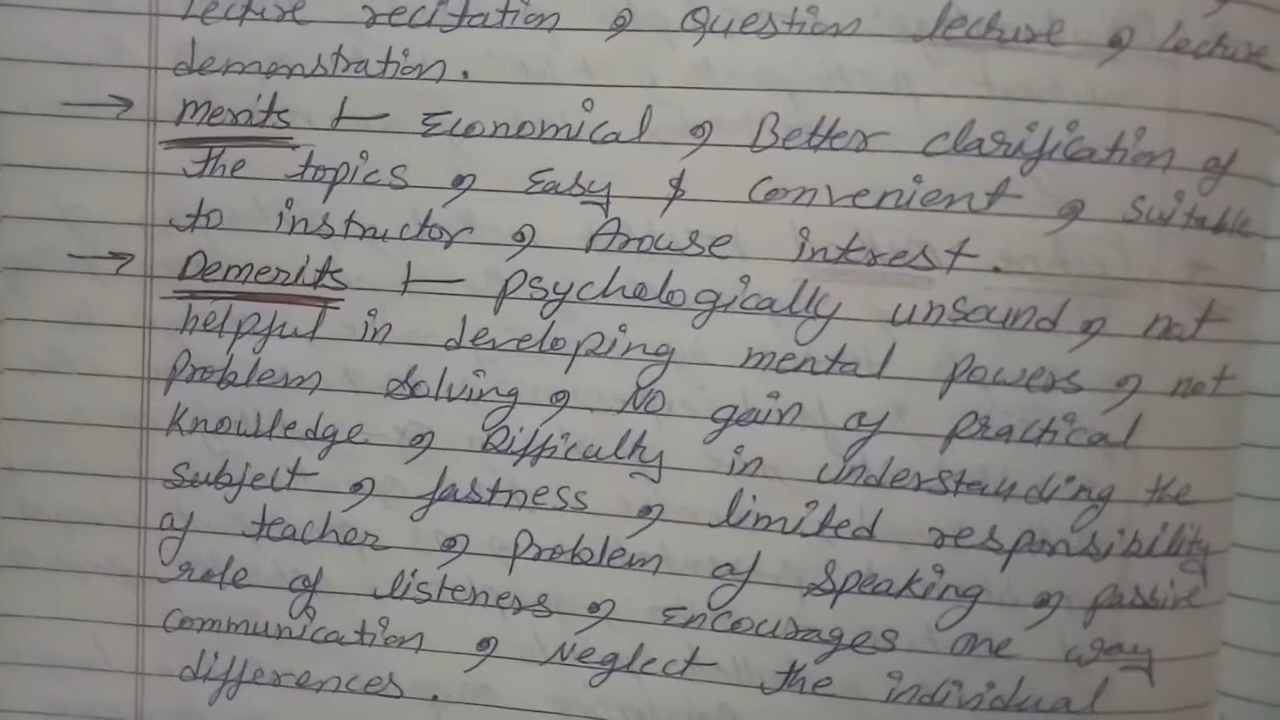 Lecture recitation , Question lecture , Lecture
demonstration.
→ Merits :- Economical , Better clarification of
the topics , Easy & Convenient , suitable
to instructor , Arouse interest.
→ Demerits :- Psychologically unsound , not
helpful in developing mental powers , not
Problem solving , No gain of practical
Knowledge , Difficulty in Understanding the
subject , fastness , limited responsibility
of teacher , Problem of speaking , passive
role of listeners , Encourages one way
communication , Neglect the individual
differences.